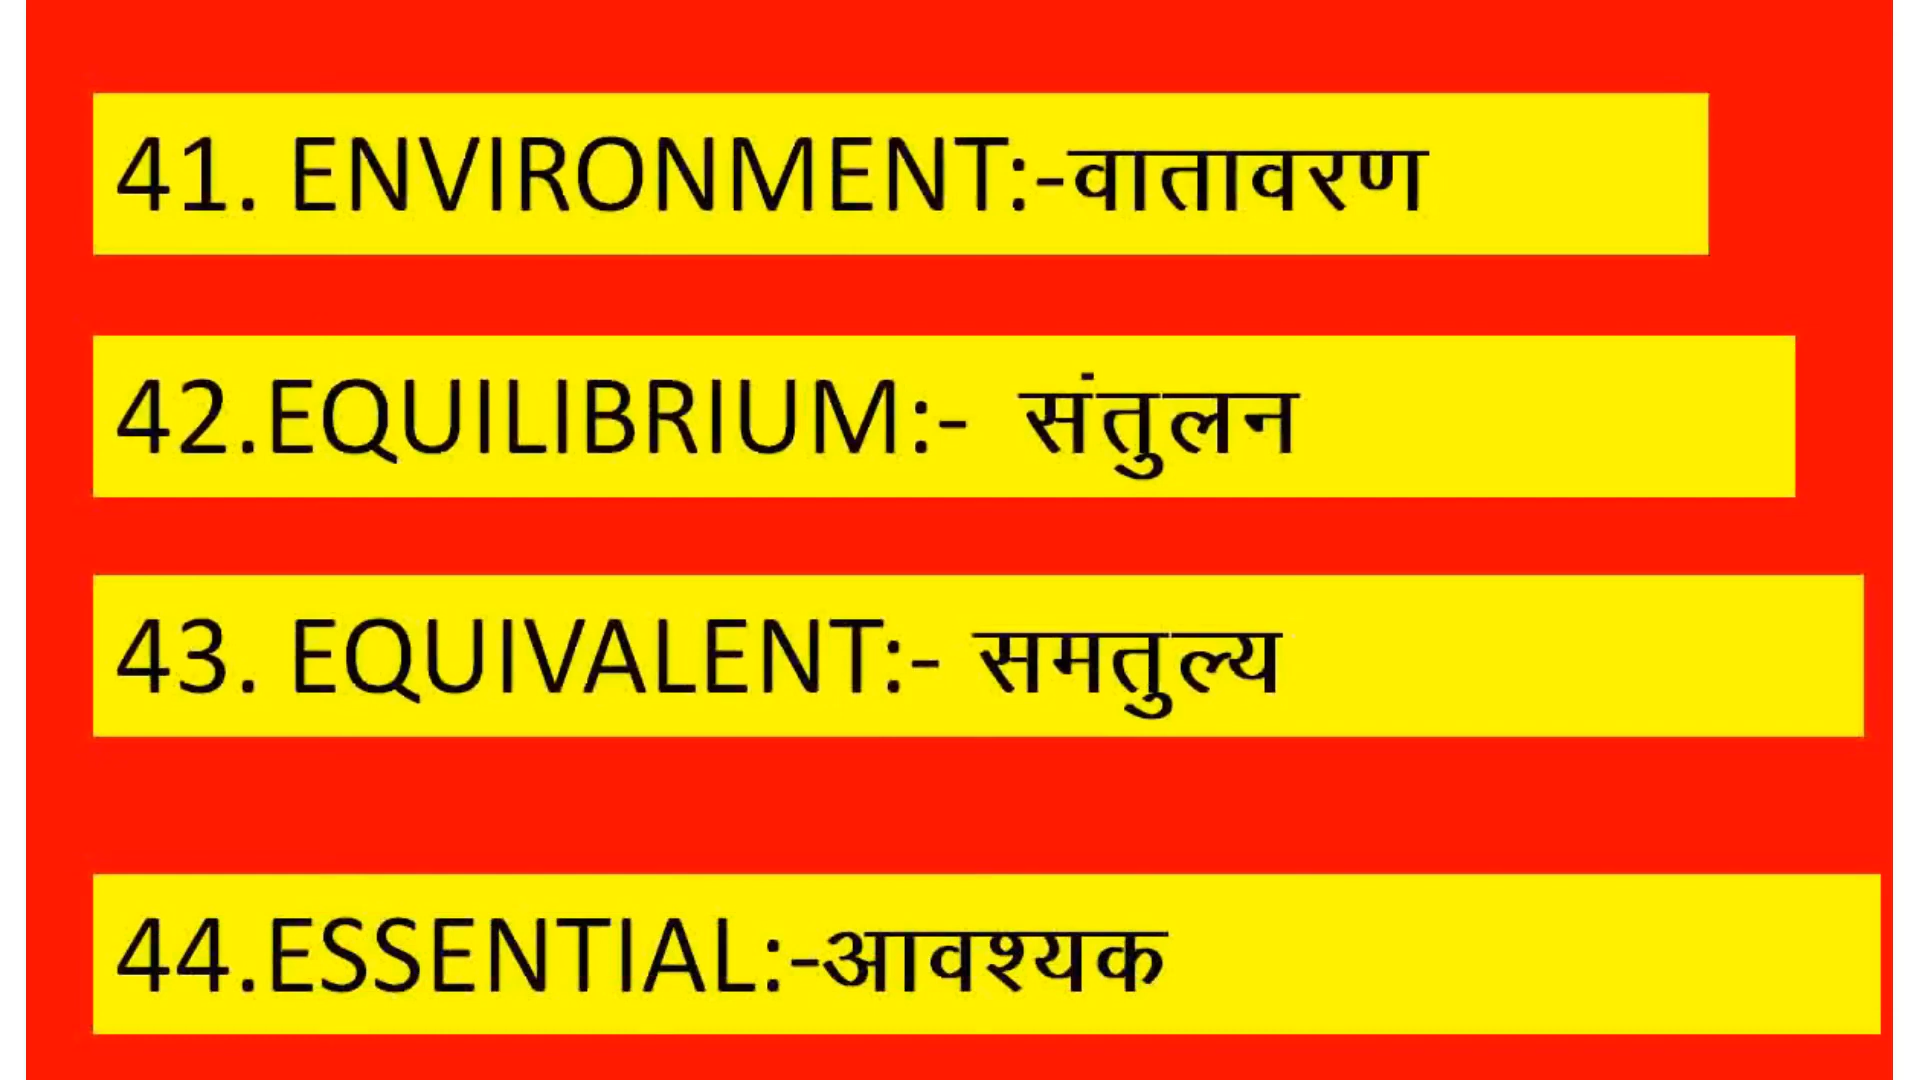 41. ENVIRONMENT:-वातावरण
42.EQUILIBRIUM:- संतुलन
43. EQUIVALENT:- समतुल्य
44.ESSENTIAL:-आवश्यक